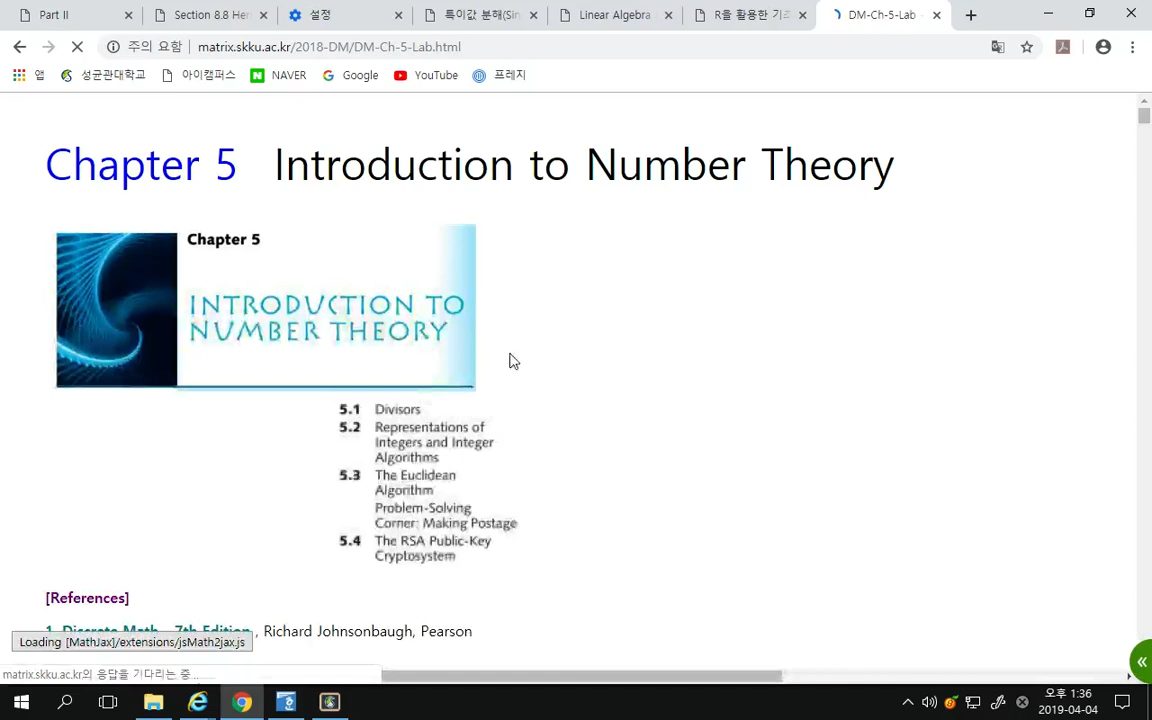 Part II
Section 8.8 Her
설정
특이값 분해(Sin
Linear Algebra
R을 활용한 기초
DM-Ch-5-Lab
주의 요함
matrix.skku.ac.kr/2018-DM/DM-Ch-5-Lab.html
앱
성균관대학교
아이캠퍼스
NAVER
Google
YouTube
프레지
Chapter 5 Introduction to Number Theory
Chapter 5
INTRODUCTION TO
NUMBER THEORY
5.1 Divisors
5.2 Representations of
Integers and Integer
Algorithms
5.3 The Euclidean
Algorithm
Problem-Solving
Corner: Making Postage
5.4 The RSA Public-Key
Cryptosystem
[References]
1. Discrete Math, 7th Edition, Richard Johnsonbaugh, Pearson
Loading [MathJax]/extensions/jsMath2jax.js
matrix.skku.ac.kr의 응답을 기다리는 중...
오후 1:36
2019-04-04